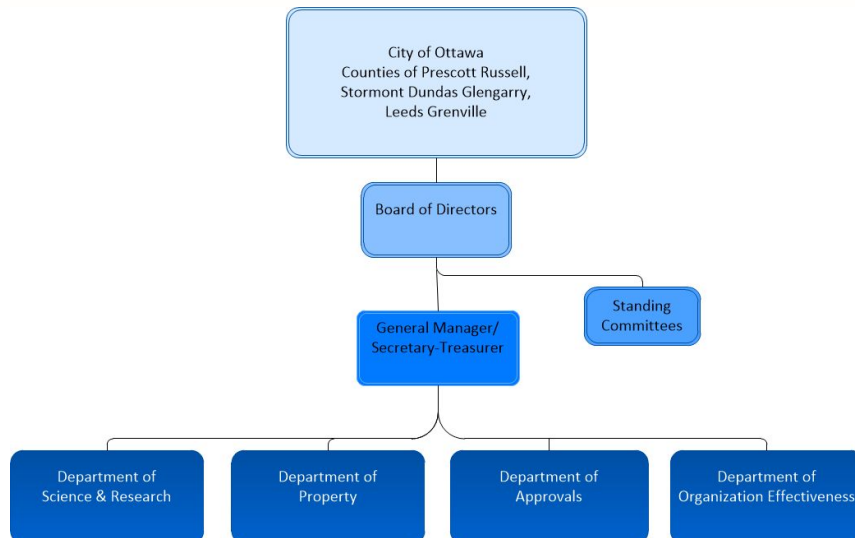 City of Ottawa
Counties of Prescott Russell,
Stormont Dundas Glengarry,
Leeds Grenville
Board of Directors
Standing
Committees
General Manager/
Secretary-Treasurer
Department of
Science & Research
Department of
Property
Department of
Approvals
Department of
Organization Effectiveness